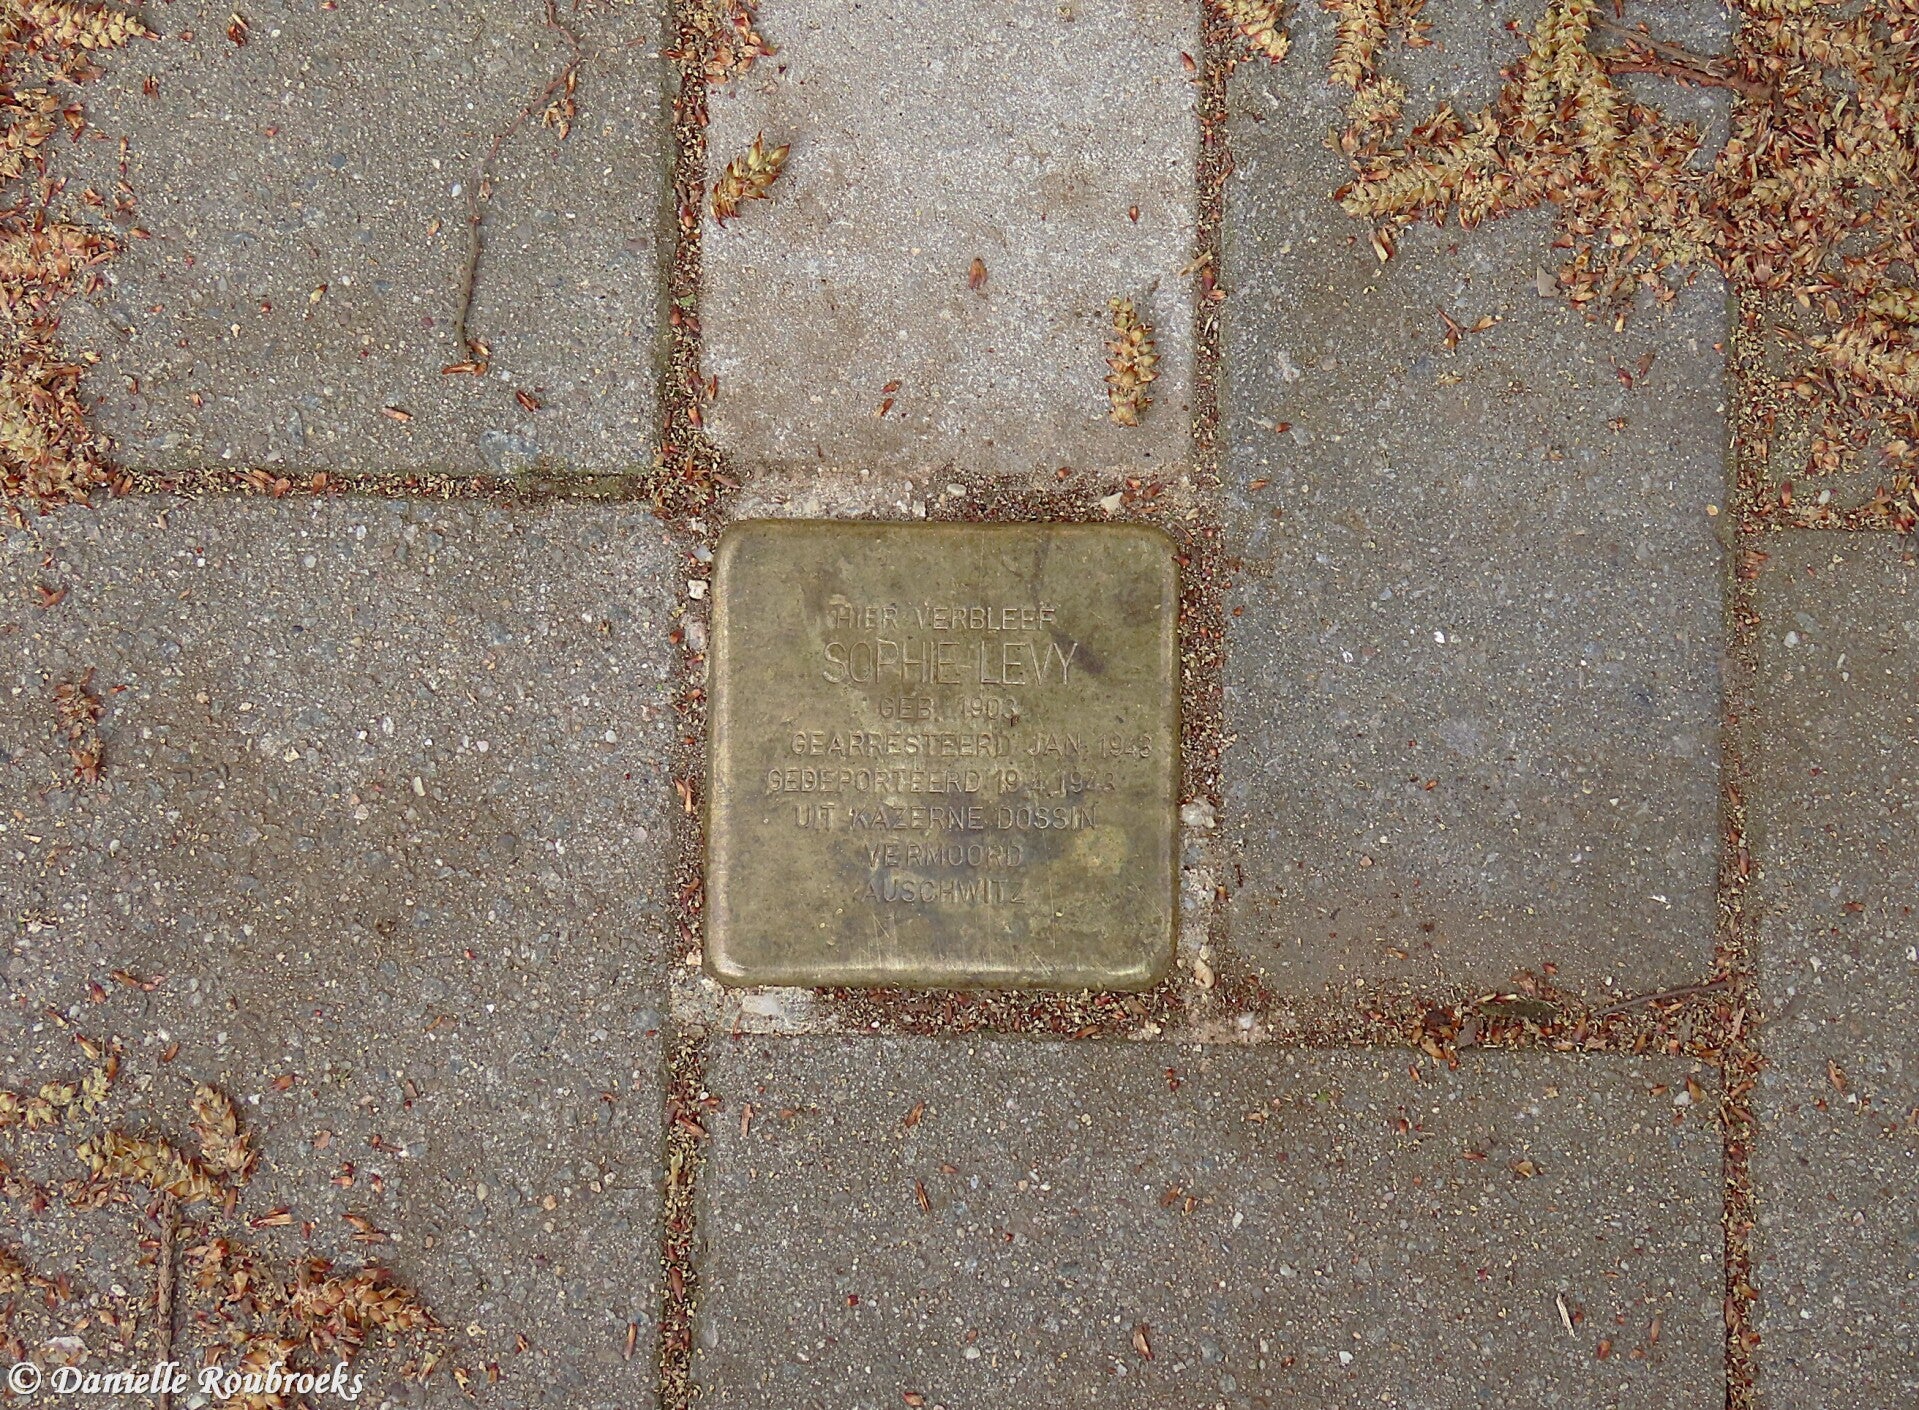 HIER VERBLEEF
SOPHIE LEVY
GEB. 1903
GEARRESTEERD JAN. 1943
GEDEPORTEERD 19.4.1943
UIT KAZERNE DOSSIN
VERMOORD
AUSCHWITZ
© Danielle Roubroeks